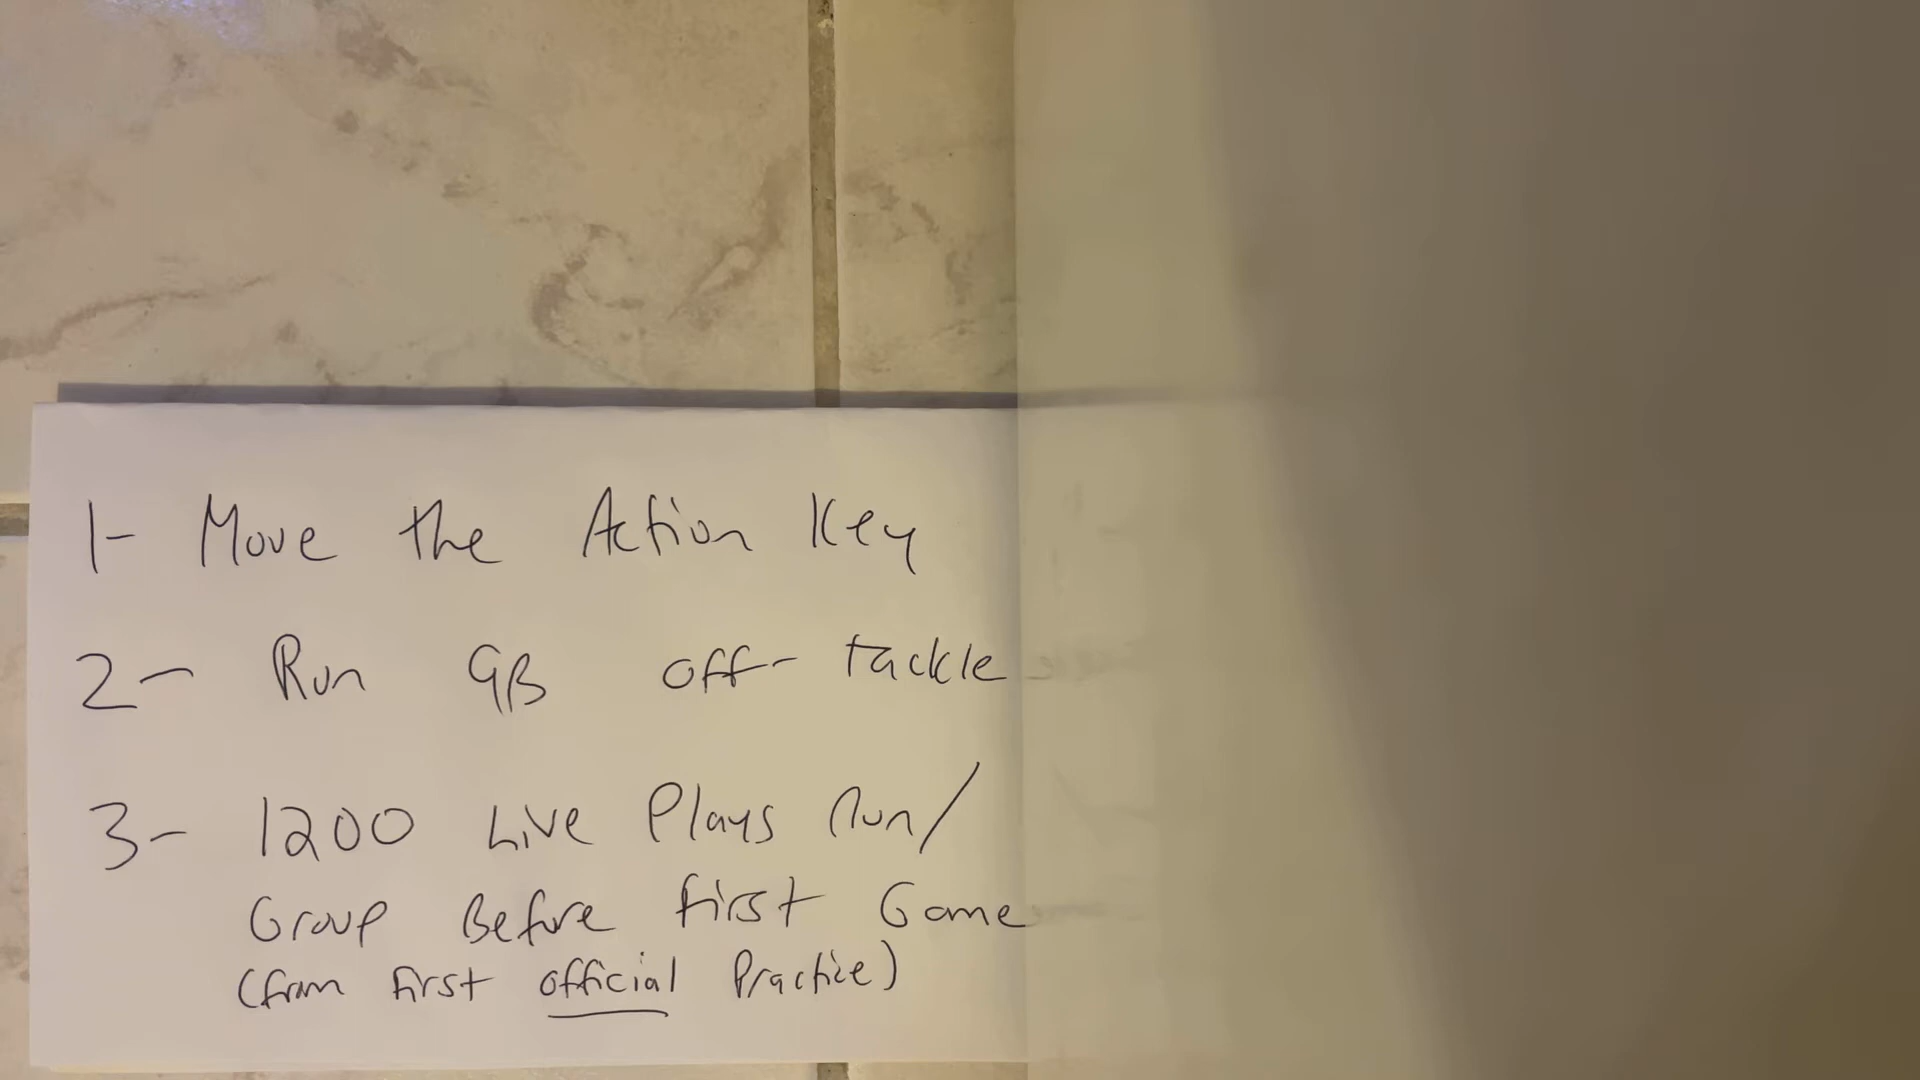 1- Move the Action Key
2- Run QB off-tackle
3- 1200 Live Plays Run/
Group Before First Game
(from first official Practice)